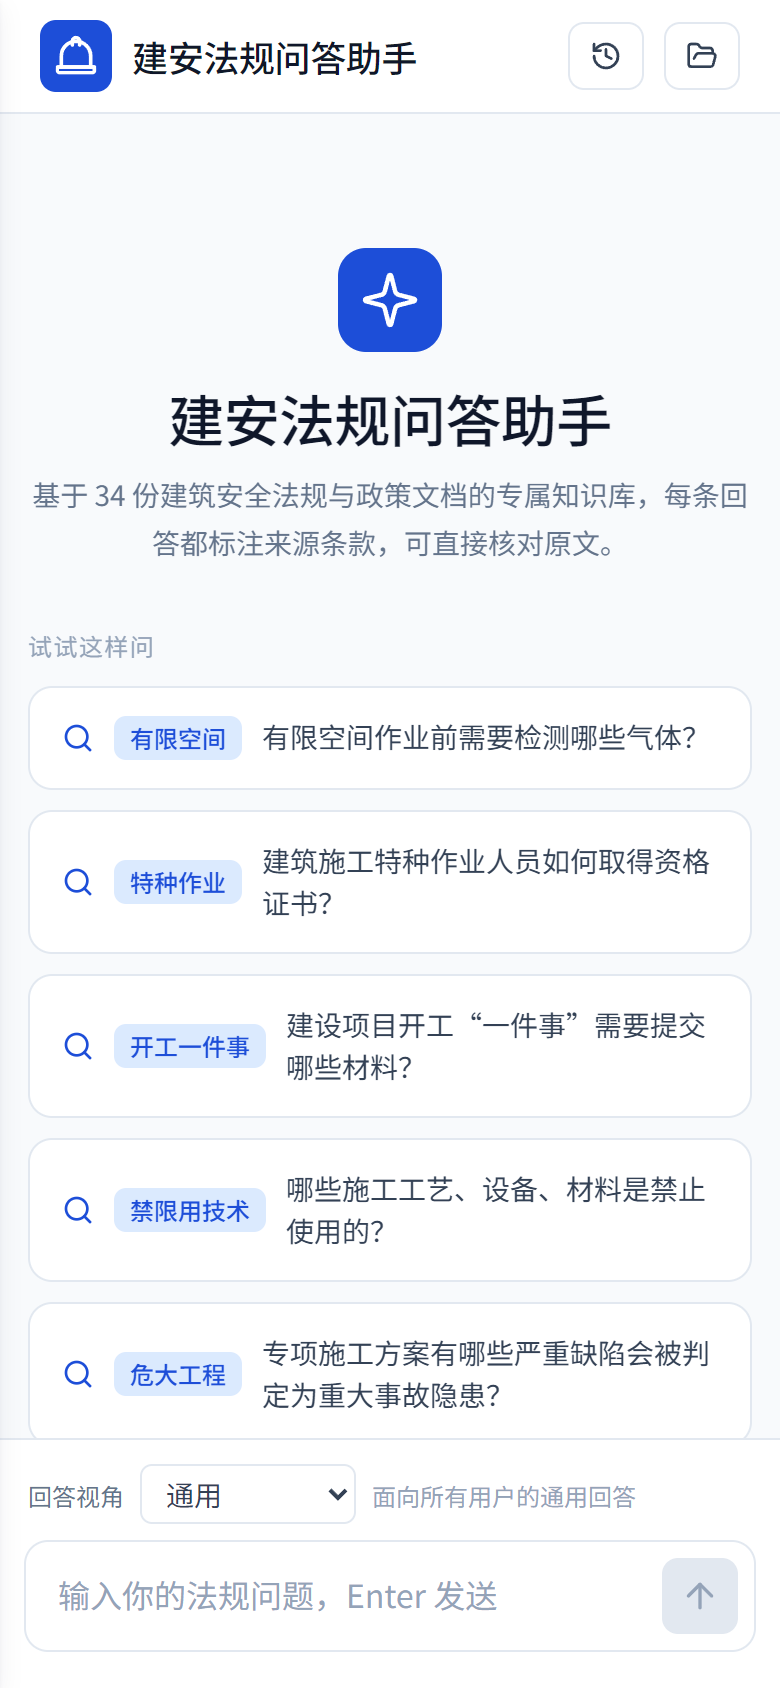 建安法规问答助手
建安法规问答助手
基于 34 份建筑安全法规与政策文档的专属知识库，每条回
答都标注来源条款，可直接核对原文。
试试这样问
有限空间 有限空间作业前需要检测哪些气体？
特种作业 建筑施工特种作业人员如何取得资格
证书？
开工一件事 建设项目开工“一件事”需要提交
哪些材料？
禁限用技术 哪些施工工艺、设备、材料是禁止
使用的？
危大工程 专项施工方案有哪些严重缺陷会被判
定为重大事故隐患？
回答视角 通用 面向所有用户的通用回答
输入你的法规问题，Enter 发送